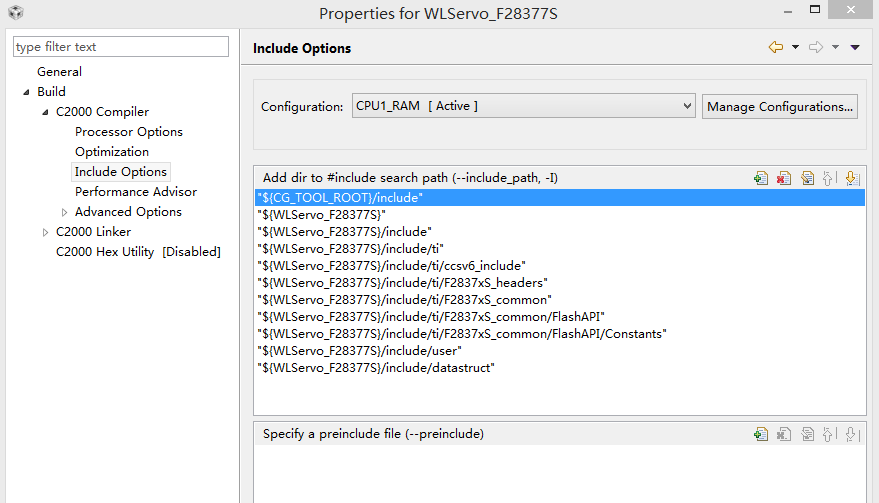 Properties for WLServo_F28377S
type filter text
General
Build
C2000 Compiler
Processor Options
Optimization
Include Options
Performance Advisor
Advanced Options
C2000 Linker
C2000 Hex Utility [Disabled]
Include Options
Configuration:
CPU1_RAM [ Active ]
Manage Configurations...
Add dir to #include search path (--include_path, -I)
"${CG_TOOL_ROOT}/include"
"${WLServo_F28377S}"
"${WLServo_F28377S}/include"
"${WLServo_F28377S}/include/ti"
"${WLServo_F28377S}/include/ti/ccsv6_include"
"${WLServo_F28377S}/include/ti/F2837xS_headers"
"${WLServo_F28377S}/include/ti/F2837xS_common"
"${WLServo_F28377S}/include/ti/F2837xS_common/FlashAPI"
"${WLServo_F28377S}/include/ti/F2837xS_common/FlashAPI/Constants"
"${WLServo_F28377S}/include/user"
"${WLServo_F28377S}/include/datastruct"
Specify a preinclude file (--preinclude)